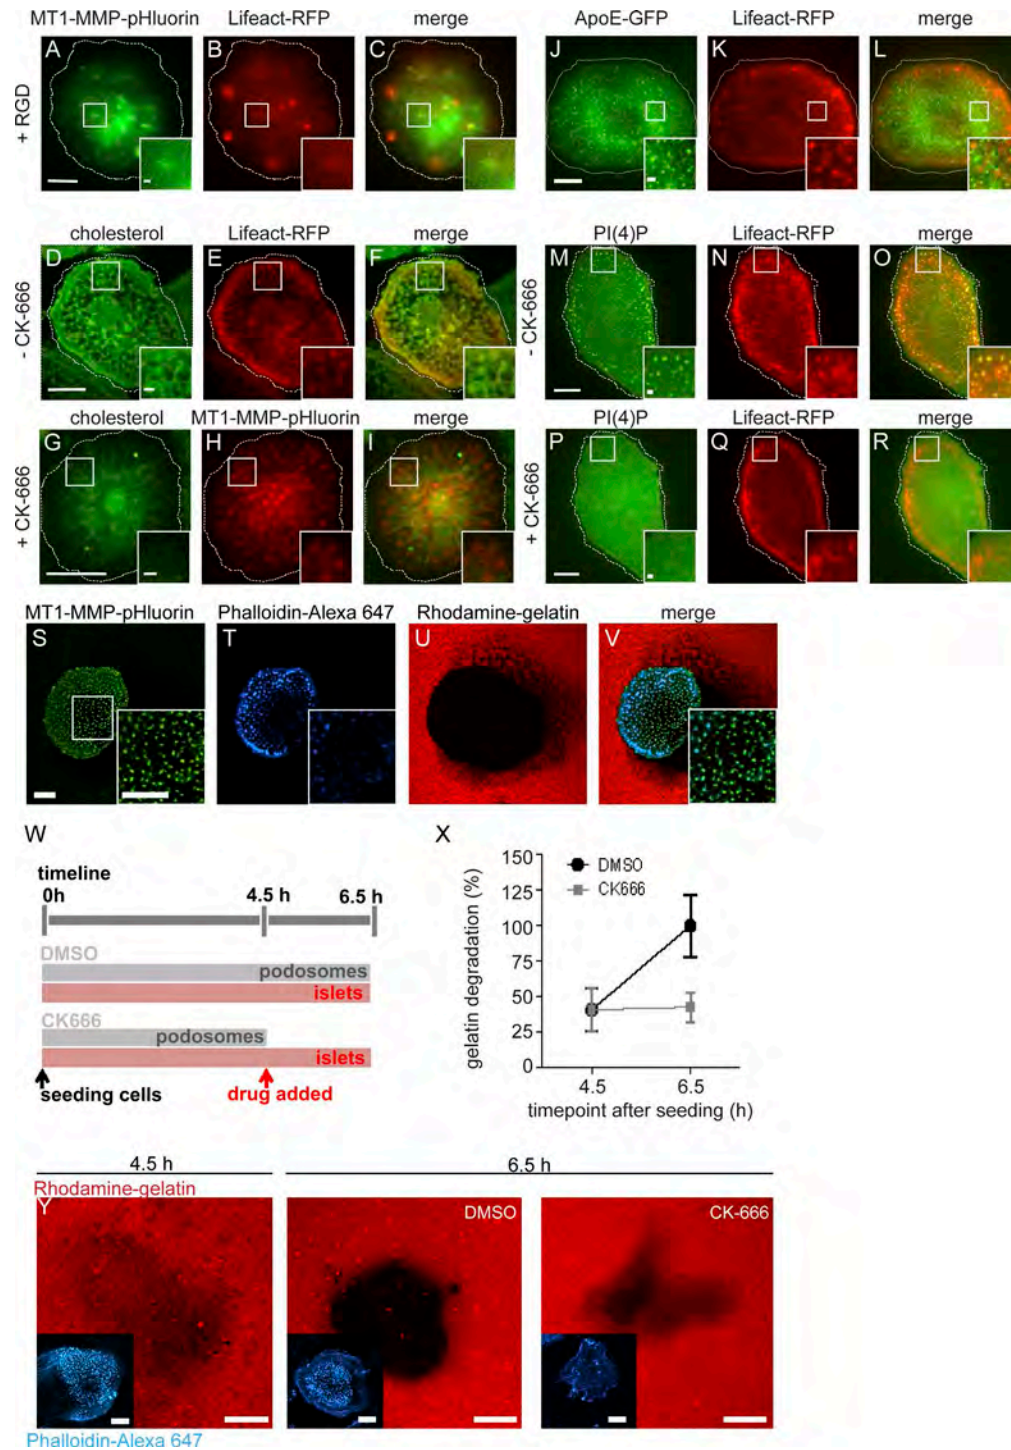 MT1-MMP-pHluorin Lifeact-RFP merge ApoE-GFP Lifeact-RFP merge
+ RGD
A B C J K L
cholesterol Lifeact-RFP merge PI(4)P Lifeact-RFP merge
- CK-666
D E F M N O
- CK-666
cholesterol MT1-MMP-pHluorin merge PI(4)P Lifeact-RFP merge
+ CK-666
G H I P Q R
+ CK-666
MT1-MMP-pHluorin Phalloidin-Alexa 647 Rhodamine-gelatin merge
S T U V
W
timeline
0h 4.5 h 6.5 h
DMSO
podosomes
islets
CK666
podosomes
islets
seeding cells drug added
X
gelatin degradation (%)
150
125
100
75
50
25
0
DMSO
CK666
4.5 6.5
timepoint after seeding (h)
4.5 h 6.5 h
Rhodamine-gelatin
Y DMSO CK-666
Phalloidin-Alexa 647